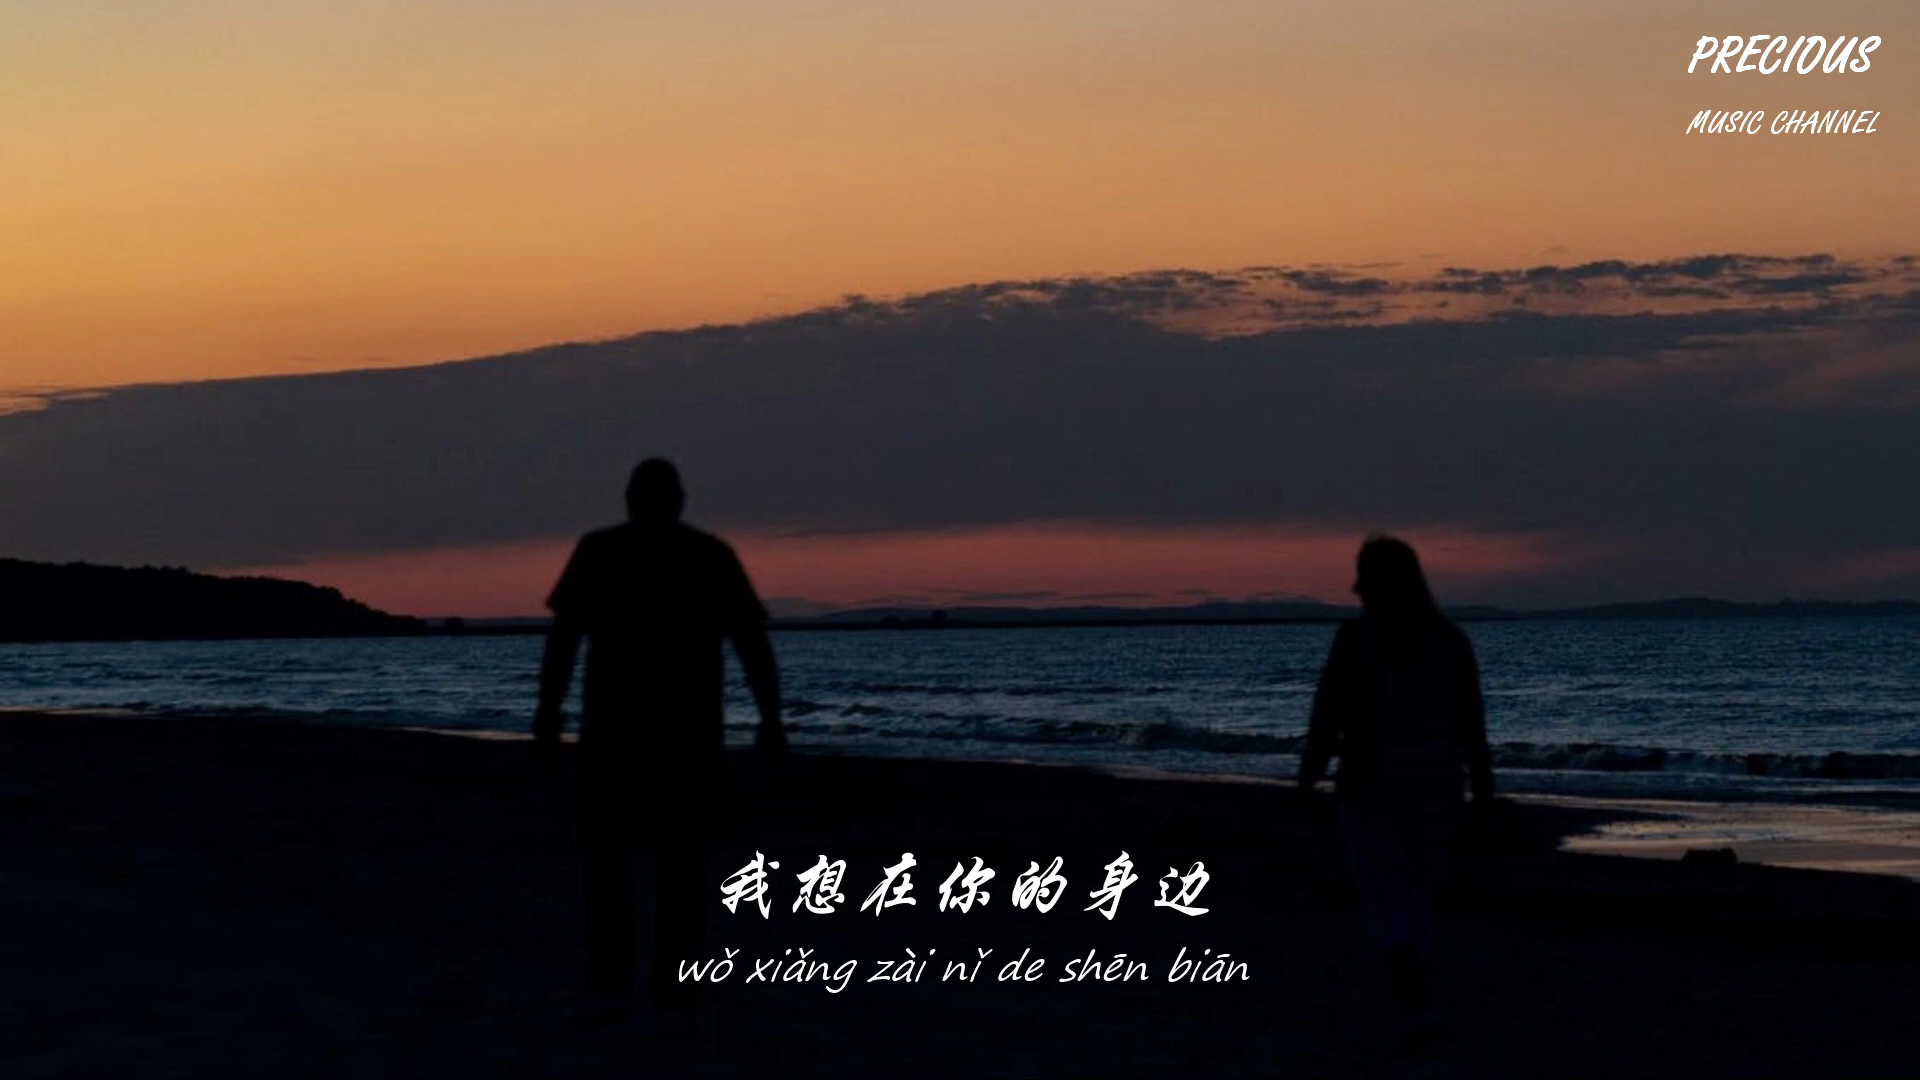 PRECIOUS
MUSIC CHANNEL
我想在你的身边
wǒ xiǎng zài nǐ de shēn biān